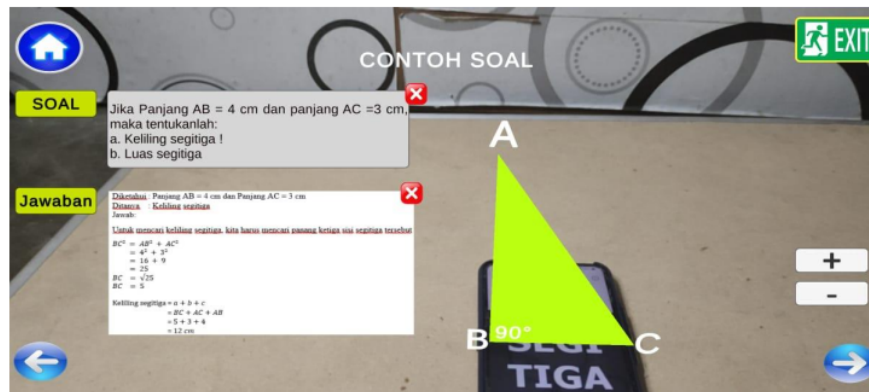 EXIT
CONTOH SOAL
SOAL
Jika Panjang AB = 4 cm dan panjang AC =3 cm,
maka tentukanlah:
a. Keliling segitiga !
b. Luas segitiga
A
Jawaban
Diketahui : Panjang AB = 4 cm dan Panjang AC = 3 cm
Ditanya : Keliling segitiga
Jawab:
Untuk mencari keliling segitiga, kita harus mencari panang ketiga sisi segitiga tersebut
BC² = AB² + AC²
= 4² + 3²
= 16 + 9
= 25
BC = √25
BC = 5
Keliling segitiga = a + b + c
= BC + AC + AB
= 5 + 3 + 4
= 12 cm
+
-
B 90° C
SEGI
TIGA